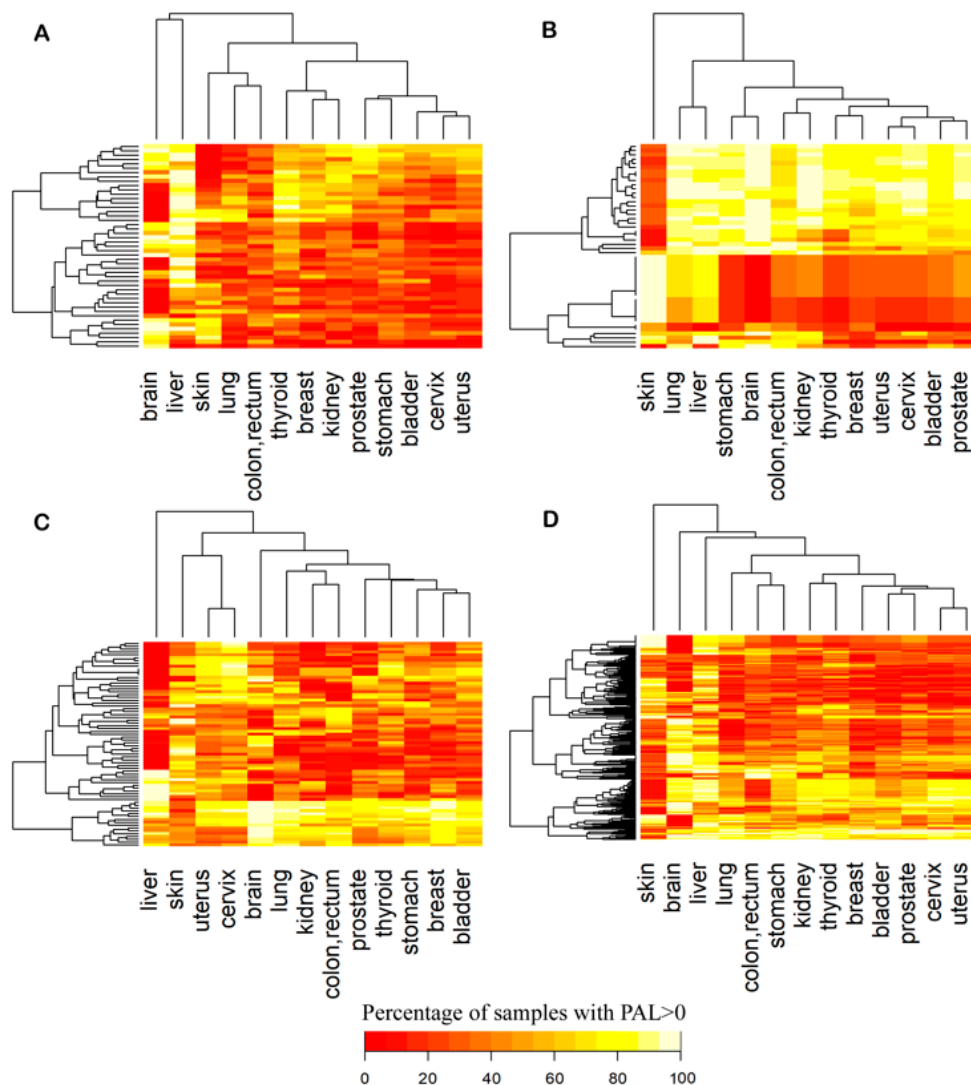 A
B
brain
liver
skin
lung
colon,rectum
thyroid
breast
kidney
prostate
stomach
bladder
cervix
uterus
skin
lung
liver
stomach
brain
colon,rectum
kidney
thyroid
breast
uterus
cervix
bladder
prostate
C
D
liver
skin
uterus
cervix
brain
lung
kidney
colon,rectum
prostate
thyroid
stomach
breast
bladder
skin
brain
liver
lung
colon,rectum
stomach
kidney
thyroid
breast
bladder
prostate
cervix
uterus
Percentage of samples with PAL>0
0 20 40 60 80 100